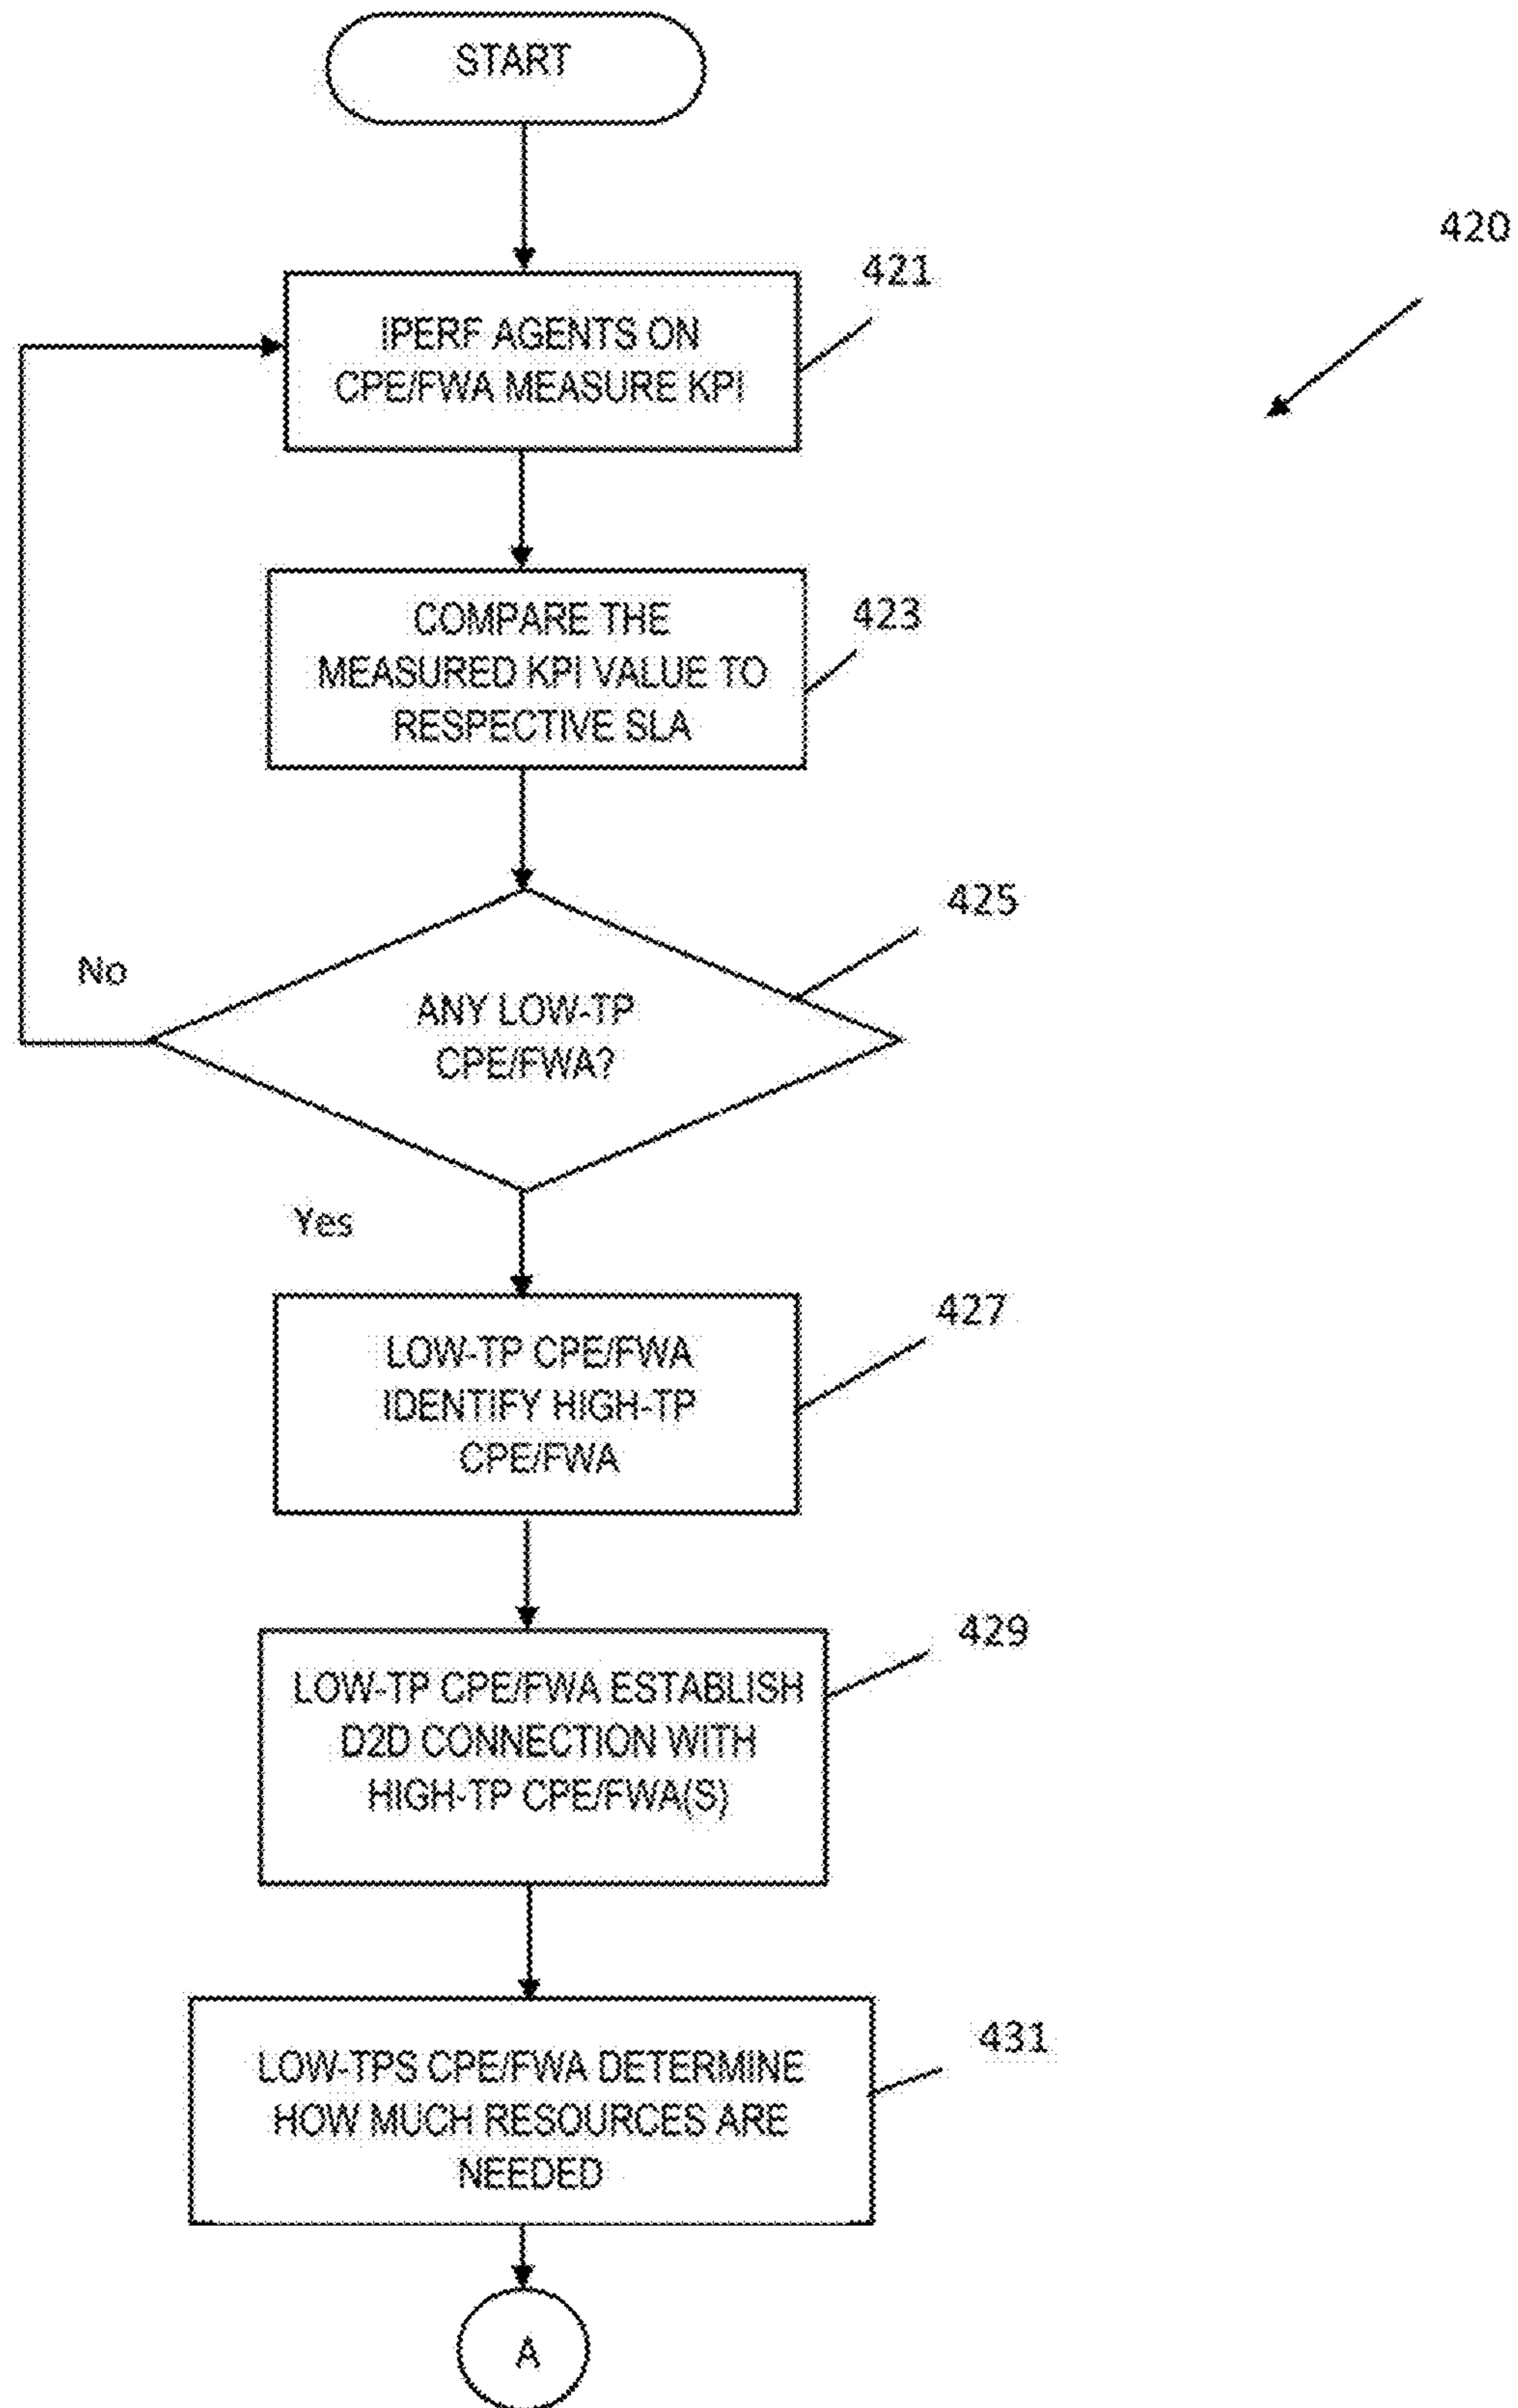 START
420
421
IPERF AGENTS ON
CPE/FWA MEASURE KPI
423
COMPARE THE
MEASURED KPI VALUE TO
RESPECTIVE SLA
425
No
ANY LOW-TP
CPE/FWA?
Yes
427
LOW-TP CPE/FWA
IDENTIFY HIGH-TP
CPE/FWA
429
LOW-TP CPE/FWA ESTABLISH
D2D CONNECTION WITH
HIGH-TP CPE/FWA(S)
431
LOW-TPS CPE/FWA DETERMINE
HOW MUCH RESOURCES ARE
NEEDED
A